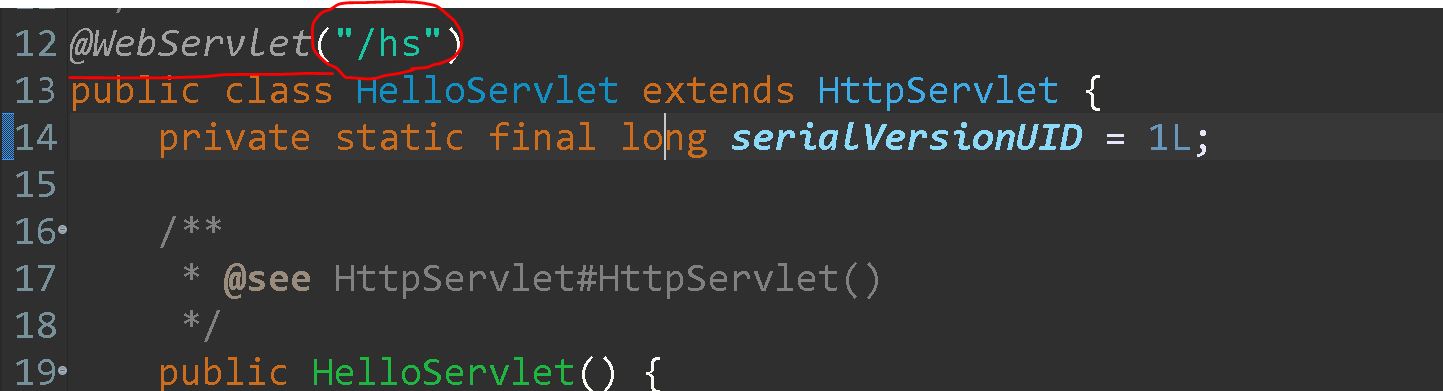 12 @WebServlet("/hs")
13 public class HelloServlet extends HttpServlet {
14 private static final long serialVersionUID = 1L;
15
16 /**
17 * @see HttpServlet#HttpServlet()
18 */
19 public HelloServlet() {